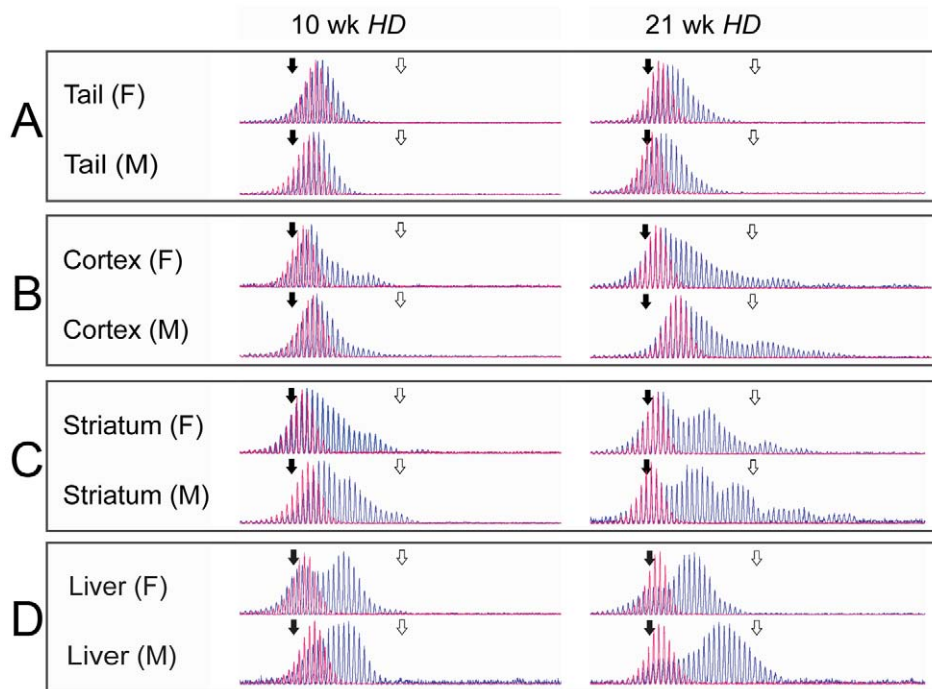 10 wk HD 21 wk HD
A
Tail (F)
Tail (M)
B
Cortex (F)
Cortex (M)
C
Striatum (F)
Striatum (M)
D
Liver (F)
Liver (M)